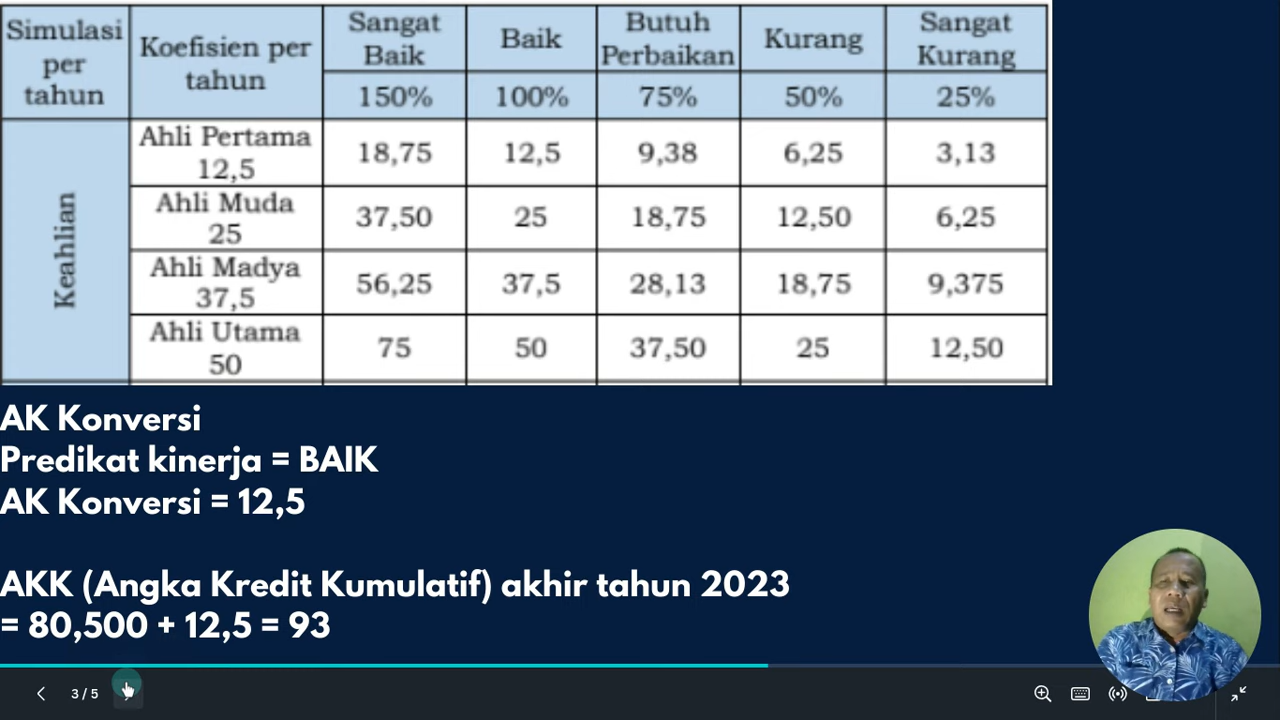 Simulasi per tahun
Koefisien per tahun
Sangat Baik
Baik
Butuh Perbaikan
Kurang
Sangat Kurang
150% 100% 75% 50% 25%
Keahlian
Ahli Pertama 12,5 18,75 12,5 9,38 6,25 3,13
Ahli Muda 25 37,50 25 18,75 12,50 6,25
Ahli Madya 37,5 56,25 37,5 28,13 18,75 9,375
Ahli Utama 50 75 50 37,50 25 12,50
AK Konversi
Predikat kinerja = BAIK
AK Konversi = 12,5
AKK (Angka Kredit Kumulatif) akhir tahun 2023
= 80,500 + 12,5 = 93
3 / 5